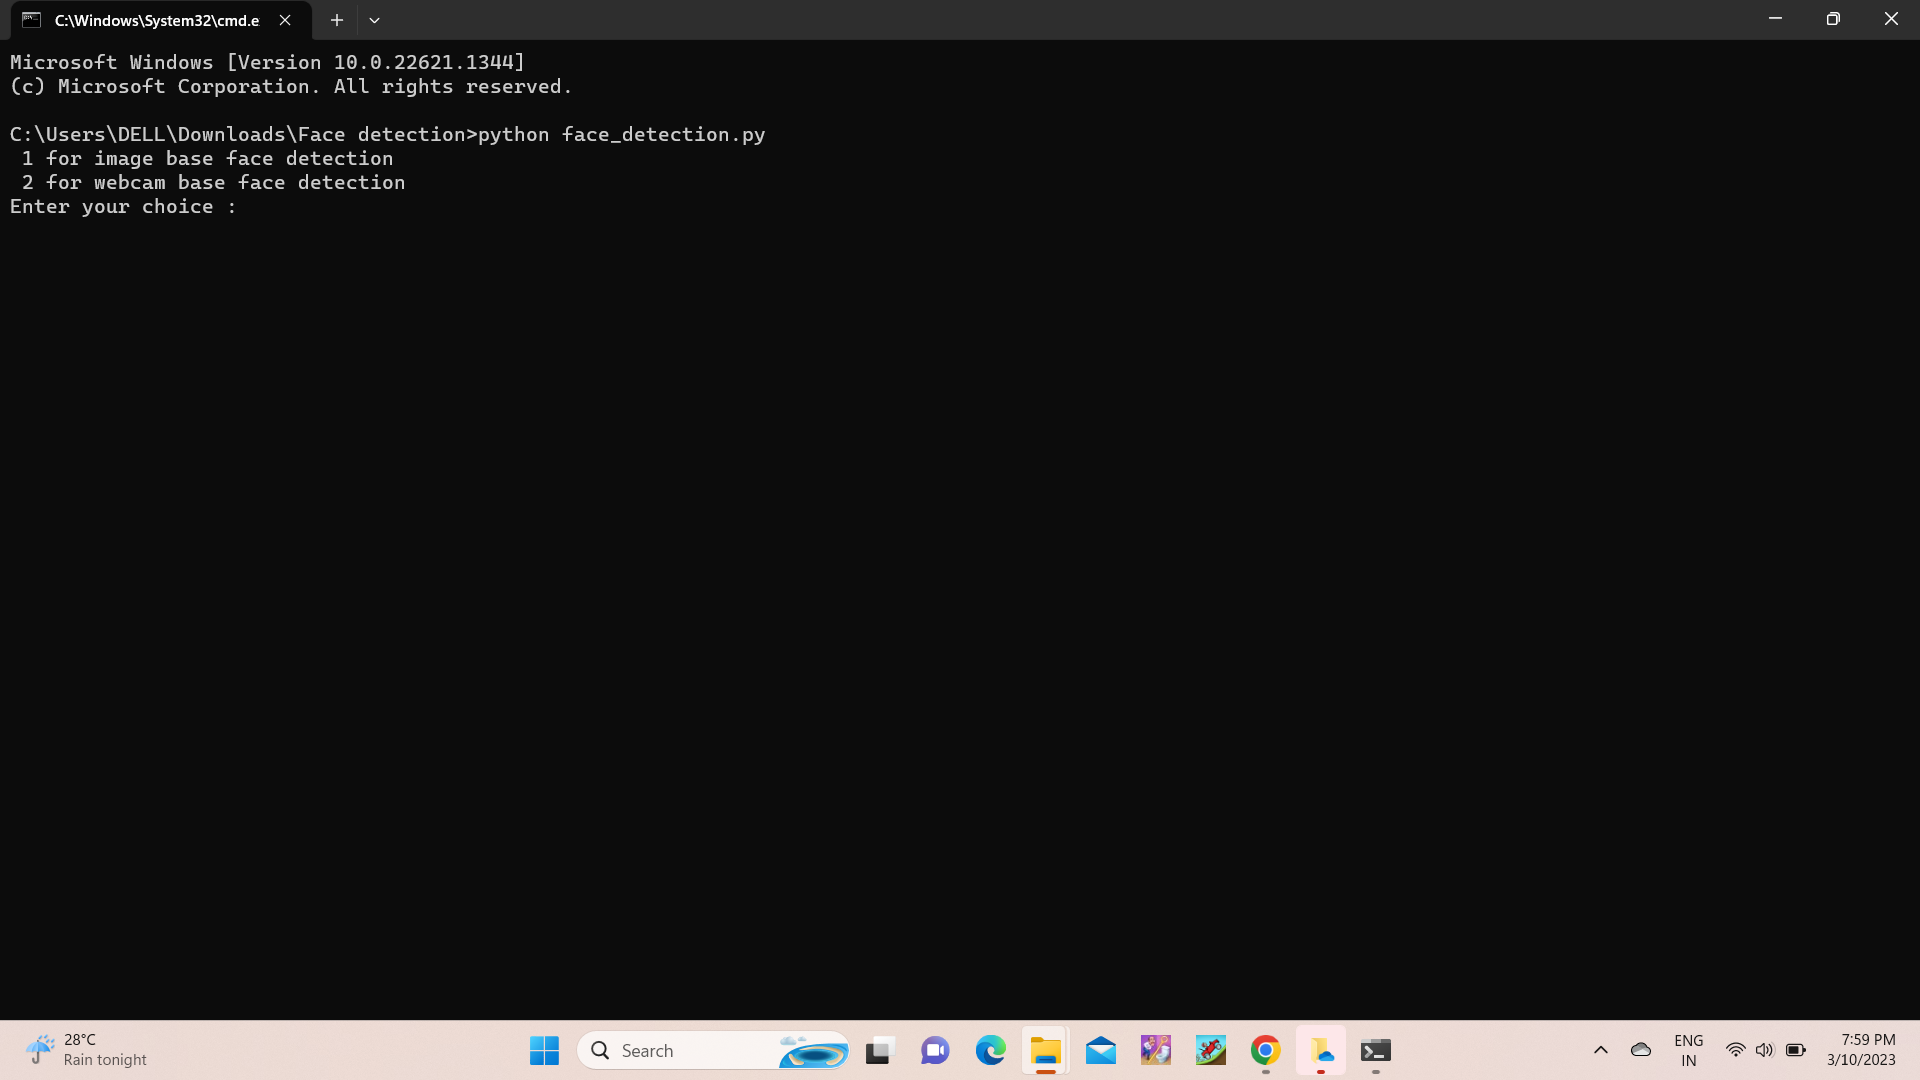 C:\Windows\System32\cmd.e
Microsoft Windows [Version 10.0.22621.1344]
(c) Microsoft Corporation. All rights reserved.
C:\Users\DELL\Downloads\Face detection>python face_detection.py
1 for image base face detection
2 for webcam base face detection
Enter your choice :
28°C
Rain tonight
Search
ENG
IN
7:59 PM
3/10/2023